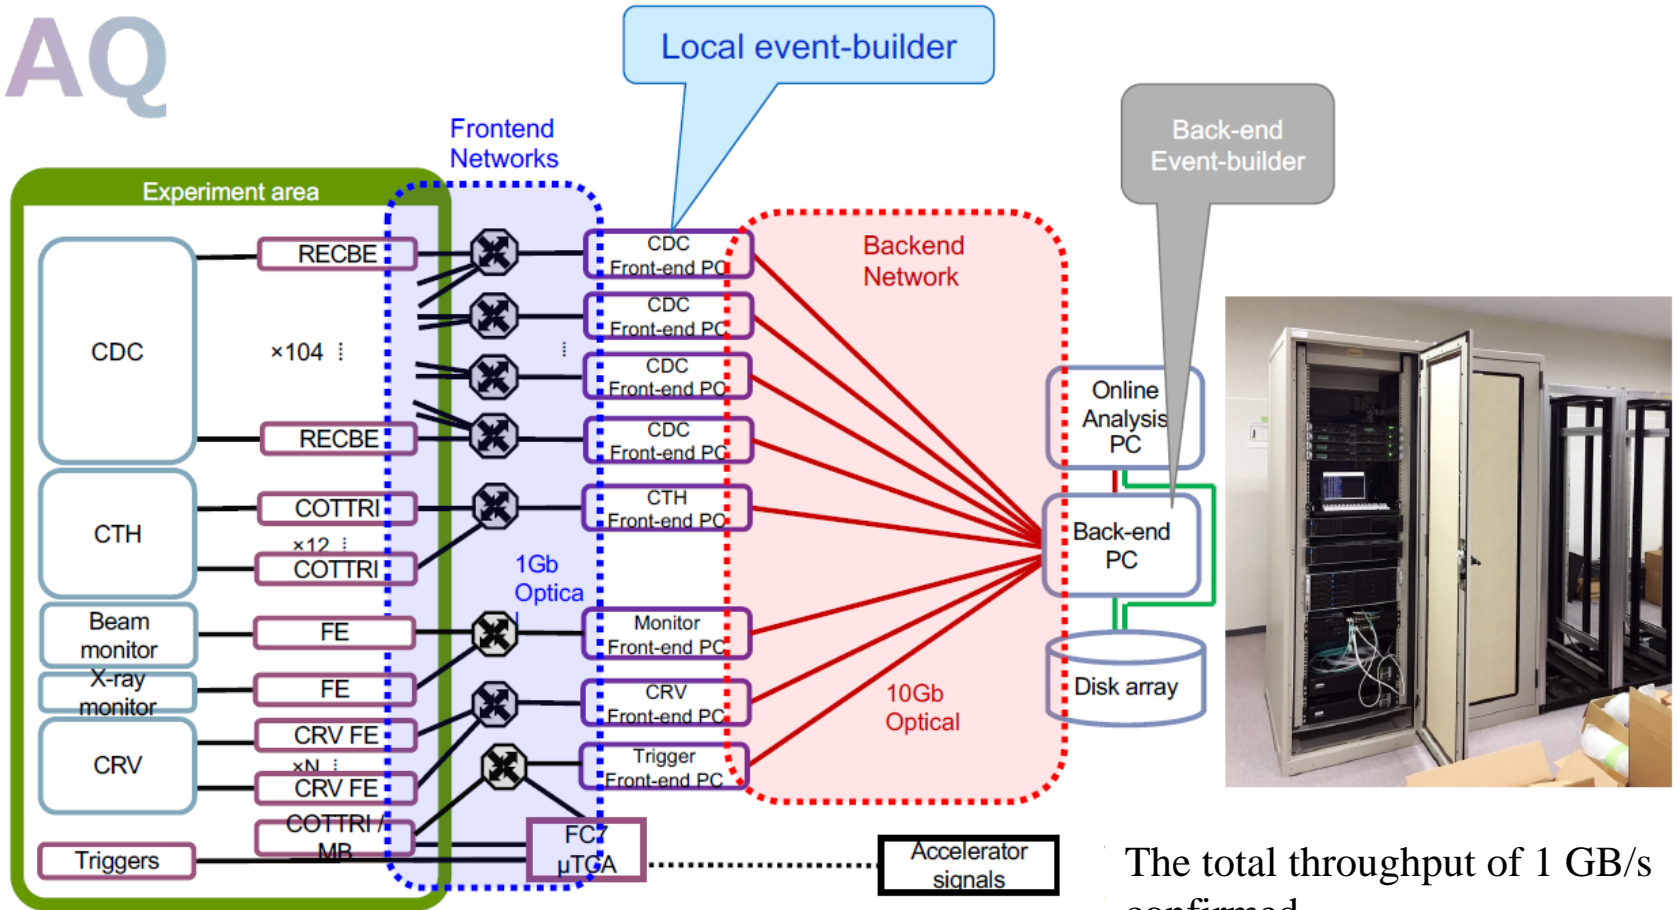 AQ
Local event-builder
Back-end
Event-builder
Frontend
Networks
Experiment area
CDC
RECBE
×104
RECBE
CDC
Front-end PC
CDC
Front-end PC
CDC
Front-end PC
CDC
Front-end PC
Backend
Network
Online
Analysis
PC
CTH
COTTRI
×12
COTTRI
CTH
Front-end PC
Back-end
PC
1Gb
Optica
l
Beam
monitor
FE
Monitor
Front-end PC
X-ray
monitor
FE
CRV
Front-end PC
10Gb
Optical
Disk array
CRV
CRV FE
×N
CRV FE
Trigger
Front-end PC
COTTRI /
MB
Triggers
FC7
µTCA
Accelerator
signals
The total throughput of 1 GB/s
confirmed